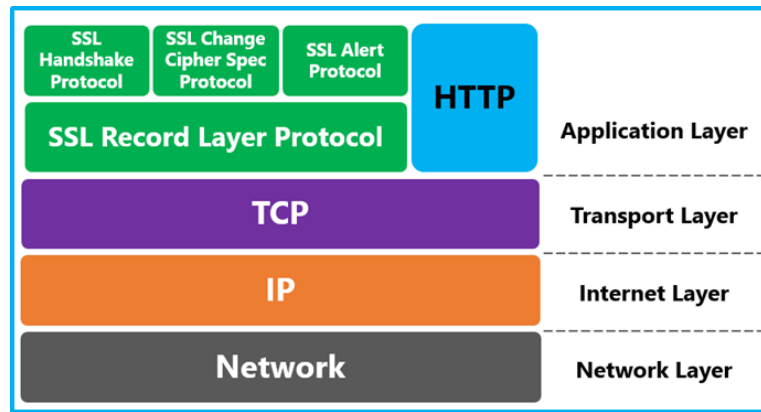 SSL
Handshake
Protocol
SSL Change
Cipher Spec
Protocol
SSL Alert
Protocol
HTTP
SSL Record Layer Protocol
Application Layer
TCP
Transport Layer
IP
Internet Layer
Network
Network Layer